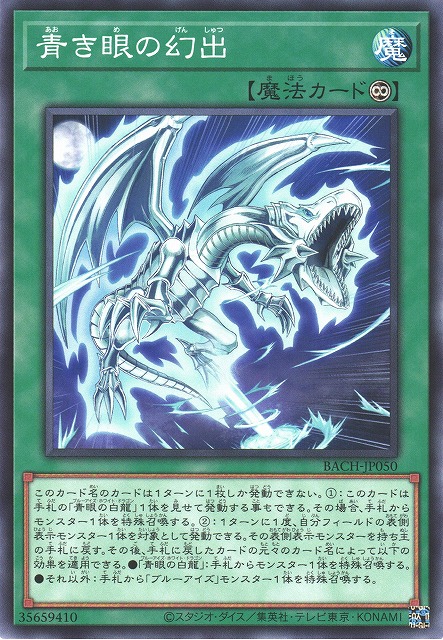 青き眼の幻出
魔
【魔法カード】
BACH-JP050
このカード名のカードは1ターンに1枚しか発動できない。①:このカードは
手札の「青眼の白龍」1体を見せて発動する事もできる。その場合、手札から
モンスター1体を特殊召喚する。②:1ターンに1度、自分フィールドの表側
表示モンスター1体を対象として発動できる。その表側表示モンスターを持ち主
の手札に戻す。その後、手札に戻したカードの元々のカード名によって以下の
効果を適用できる。●「青眼の白龍」:手札からモンスター1体を特殊召喚する。
●それ以外:手札から「ブルーアイズ」モンスター1体を特殊召喚する。
35659410
©スタジオ・ダイス/集英社・テレビ東京・KONAMI